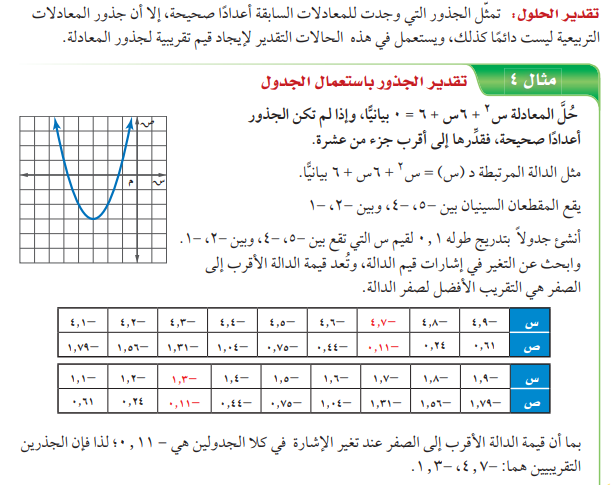 تقدير الحلول: تمثّل الجذور التي وجدت للمعادلات السابقة أعدادًا صحيحة، إلا أن جذور المعادلات
التربيعية ليست دائمًا كذلك، ويستعمل في هذه الحالات التقدير لإيجاد قيم تقريبية لجذور المعادلة.
مثال ٤ تقدير الجذور باستعمال الجدول
حُلَّ المعادلة س٢ + ٦س + ٦ = ٠ بيانيًّا، وإذا لم تكن الجذور
أعدادًا صحيحة، فقدِّرها إلى أقرب جزء من عشرة.
مثل الدالة المرتبطة د (س) = س٢ + ٦س + ٦ بيانيًّا.
يقع المقطعان السينيان بين -٥، -٤، وبين -٢، -١
أنشئ جدولاً بتدريج طوله ٠,١ لقيم س التي تقع بين -٥، -٤، وبين -٢، -١.
وابحث عن التغير في إشارات قيم الدالة، وتُعد قيمة الدالة الأقرب إلى
الصفر هي التقريب الأفضل لصفر الدالة.
ص
م
س
س -٤,٩ -٤,٨ -٤,٧ -٤,٦ -٤,٥ -٤,٤ -٤,٣ -٤,٢ -٤,١
ص ٠,٦١ ٠,٢٤ -٠,١١ -٠,٤٤ -٠,٧٥ -١,٠٤ -١,٣١ -١,٥٦ -١,٧٩
س -١,٩ -١,٨ -١,٧ -١,٦ -١,٥ -١,٤ -١,٣ -١,٢ -١,١
ص -١,٧٩ -١,٥٦ -١,٣١ -١,٠٤ -٠,٧٥ -٠,٤٤ -٠,١١ ٠,٢٤ ٠,٦١
بما أن قيمة الدالة الأقرب إلى الصفر عند تغير الإشارة في كلا الجدولين هي -٠,١١؛ لذا فإن الجذرين
التقريبيين هما: -٤,٧، -١,٣.